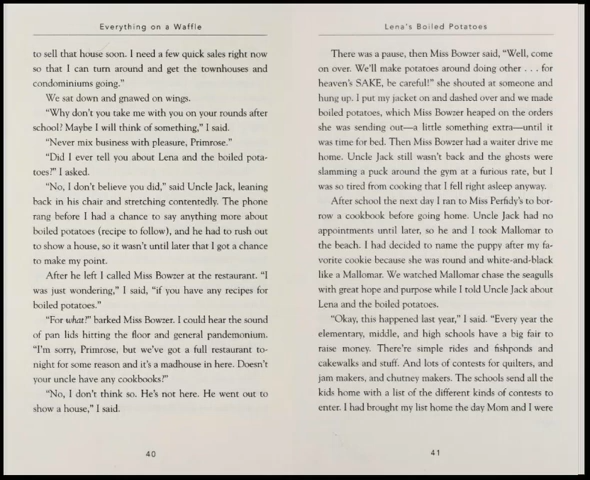 Everything on a Waffle
to sell that house soon. I need a few quick sales right now
so that I can turn around and get the townhouses and
condominiums going."
We sat down and gnawed on wings.
"Why don't you take me with you on your rounds after
school? Maybe I will think of something," I said.
"Never mix business with pleasure, Primrose."
"Did I ever tell you about Lena and the boiled pota-
toes?" I asked.
"No, I don't believe you did," said Uncle Jack, leaning
back in his chair and stretching contentedly. The phone
rang before I had a chance to say anything more about
boiled potatoes (recipe to follow), and he had to rush out
to show a house, so it wasn't until later that I got a chance
to make my point.
After he left I called Miss Bowzer at the restaurant. "I
was just wondering," I said, "if you have any recipes for
boiled potatoes."
"For what?" barked Miss Bowzer. I could hear the sound
of pan lids hitting the floor and general pandemonium.
"I'm sorry, Primrose, but we've got a full restaurant to-
night for some reason and it's a madhouse in here. Doesn't
your uncle have any cookbooks?"
"No, I don't think so. He's not here. He went out to
show a house," I said.
40
Lena's Boiled Potatoes
There was a pause, then Miss Bowzer said, "Well, come
on over. We'll make potatoes around doing other . . . for
heaven's SAKE, be careful!" she shouted at someone and
hung up. I put my jacket on and dashed over and we made
boiled potatoes, which Miss Bowzer heaped on the orders
she was sending out—a little something extra—until it
was time for bed. Then Miss Bowzer had a waiter drive me
home. Uncle Jack still wasn't back and the ghosts were
slamming a puck around the gym at a furious rate, but I
was so tired from cooking that I fell right asleep anyway.
After school the next day I ran to Miss Perfidy's to bor-
row a cookbook before going home. Uncle Jack had no
appointments until later, so he and I took Mallomar to
the beach. I had decided to name the puppy after my fa-
vorite cookie because she was round and white-and-black
like a Mallomar. We watched Mallomar chase the seagulls
with great hope and purpose while I told Uncle Jack about
Lena and the boiled potatoes.
"Okay, this happened last year," I said. "Every year the
elementary, middle, and high schools have a big fair to
raise money. There're simple rides and fishponds and
cakewalks and stuff. And lots of contests for quilters, and
jam makers, and chutney makers. The schools send all the
kids home with a list of the different kinds of contests to
enter. I had brought my list home the day Mom and I were
41